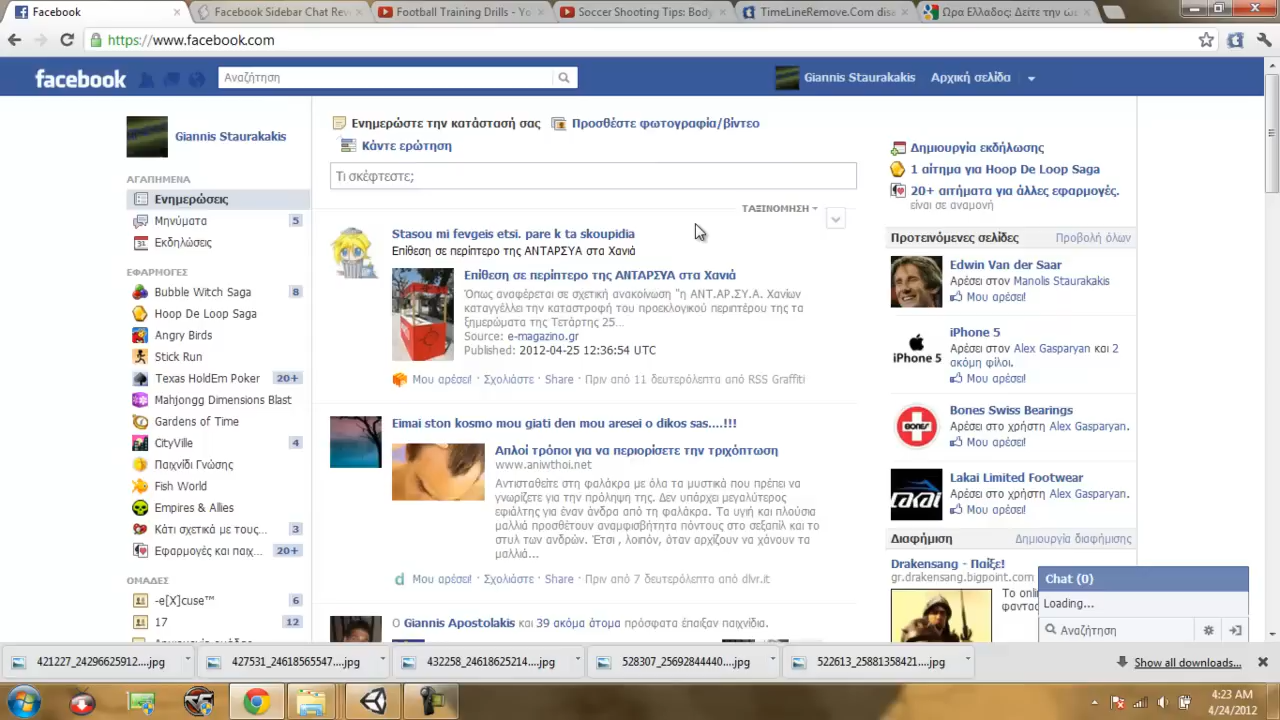 Facebook
Facebook Sidebar Chat Rev
Football Training Drills - Yo
Soccer Shooting Tips: Body
TimeLineRemove.Com disa
Ωρα Ελλαδος: Δείτε την ώ
https://www.facebook.com
facebook
Αναζήτηση
Giannis Staurakakis
Αρχική σελίδα
Giannis Staurakakis
ΑΓΑΠΗΜΕΝΑ
Ενημερώσεις
Μηνύματα 5
31 Εκδηλώσεις
ΕΦΑΡΜΟΓΕΣ
Bubble Witch Saga 8
Hoop De Loop Saga
Angry Birds
Stick Run
Texas HoldEm Poker 20+
Mahjongg Dimensions Blast
Gardens of Time
CityVille 4
Παιχνίδι Γνώσης
Fish World
Empires & Allies
Κάτι σχετικά με τους... 3
Εφαρμογές και παιχ... 20+
ΟΜΑΔΕΣ
-e[X]cuse™ 6
17 12
Ενημερώστε την κατάστασή σας
Προσθέστε φωτογραφία/βίντεο
Κάντε ερώτηση
Τι σκέφτεστε;
ΤΑΞΙΝΟΜΗΣΗ
Stasou mi fevgeis etsi. pare k ta skoupidia
Επίθεση σε περίπτερο της ΑΝΤΑΡΣΥΑ στα Χανιά
Επίθεση σε περίπτερο της ΑΝΤΑΡΣΥΑ στα Χανιά
Όπως αναφέρεται σε σχετική ανακοίνωση "η ΑΝΤ.ΑΡ.ΣΥ.Α. Χανίων
καταγγέλλει την καταστροφή του προεκλογικού περιπτέρου της τα
ξημερώματα της Τετάρτης 25...
Source: e-magazino.gr
Published: 2012-04-25 12:36:54 UTC
Μου αρέσει! · Σχολιάστε · Share · Πριν από 11 δευτερόλεπτα από RSS Graffiti
Eimai ston kosmo mou giati den mou aresei o dikos sas....!!!
Απλοί τρόποι για να περιορίσετε την τριχόπτωση
www.aniwthoi.net
Αντισταθείτε στη φαλάκρα με όλα τα μυστικά που πρέπει να
γνωρίζετε για την πρόληψη της. Δεν υπάρχει μεγαλύτερος
εφιάλτης για έναν άνδρα από τη φαλάκρα. Τα υγιή και πλούσια
μαλλιά προσθέτουν αναμφισβήτητα πόντους στο σεξαπίλ και το
στυλ των ανδρών. Έτσι , λοιπόν, όταν αρχίζουν να χάνουν τα
μαλλιά...
Μου αρέσει! · Σχολιάστε · Share · Πριν από 7 δευτερόλεπτα από dlvr.it
Ο Giannis Apostolakis και 39 ακόμα άτομα πρόσφατα έπαιξαν παιχνίδια.
Δημιουργία εκδήλωσης
1 αίτημα για Hoop De Loop Saga
20+ αιτήματα για άλλες εφαρμογές.
είναι σε αναμονή
Προτεινόμενες σελίδες Προβολή όλων
Edwin Van der Saar
Αρέσει στον Manolis Staurakakis
Μου αρέσει!
iPhone 5
iPhone 5
Αρέσει στον Alex Gasparyan και 2
ακόμη φίλοι.
Μου αρέσει!
BONES
Bones Swiss Bearings
Αρέσει στο χρήστη Alex Gasparyan.
Μου αρέσει!
LAKAI
Lakai Limited Footwear
Αρέσει στο χρήστη Alex Gasparyan.
Μου αρέσει!
Διαφήμιση Δημιουργία διαφήμισης
Drakensang - Παίξε!
gr.drakensang.bigpoint.com
Το onli
φαντασ
Chat (0)
Loading...
Αναζήτηση
421227_24296625912....jpg
427531_24618565547....jpg
432258_24618625214....jpg
528307_25692844440....jpg
522613_25881358421....jpg
Show all downloads...
4:23 AM
4/24/2012